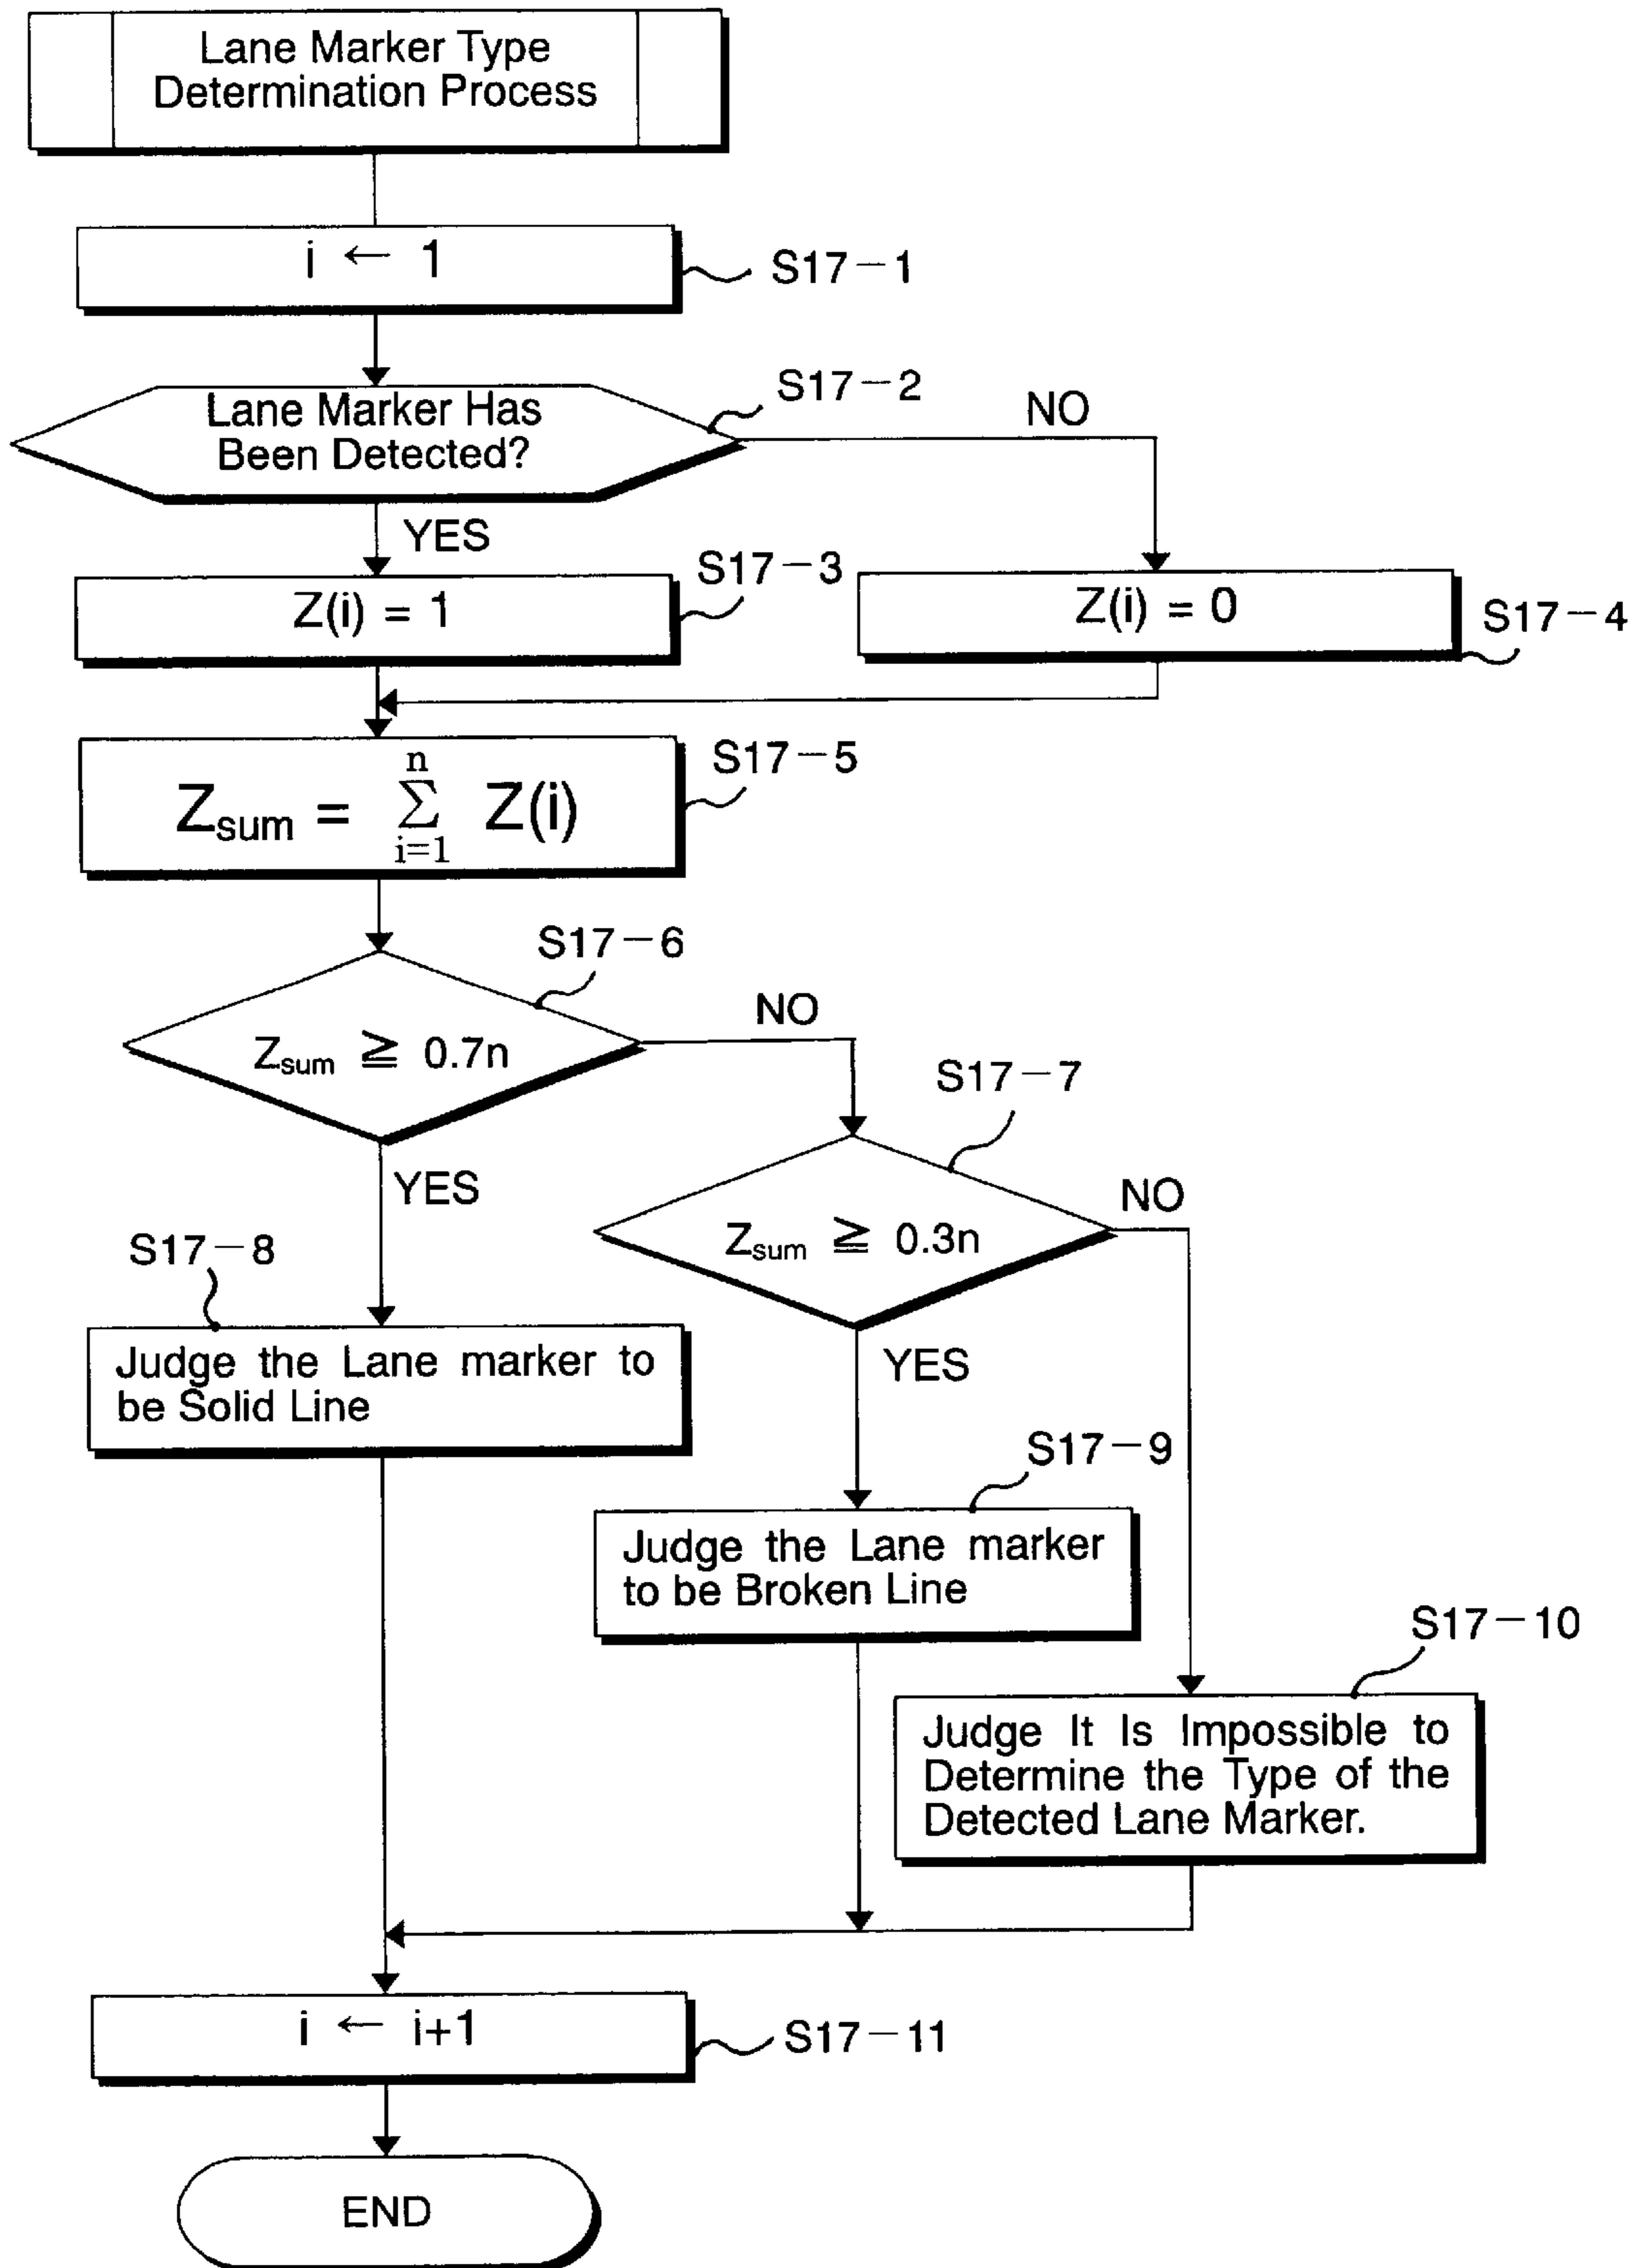 Lane Marker Type
Determination Process
i ← 1
S17-1
Lane Marker Has
Been Detected?
S17-2
NO
YES
Z(i) = 1
S17-3
Z(i) = 0
S17-4
Zsum = n∑i=1 Z(i)
S17-5
Zsum ≧ 0.7n
S17-6
NO
YES
Zsum ≧ 0.3n
S17-7
NO
YES
S17-8
Judge the Lane marker to
be Solid Line
S17-9
Judge the Lane marker
to be Broken Line
S17-10
Judge It Is Impossible to
Determine the Type of the
Detected Lane Marker.
i ← i+1
S17-11
END